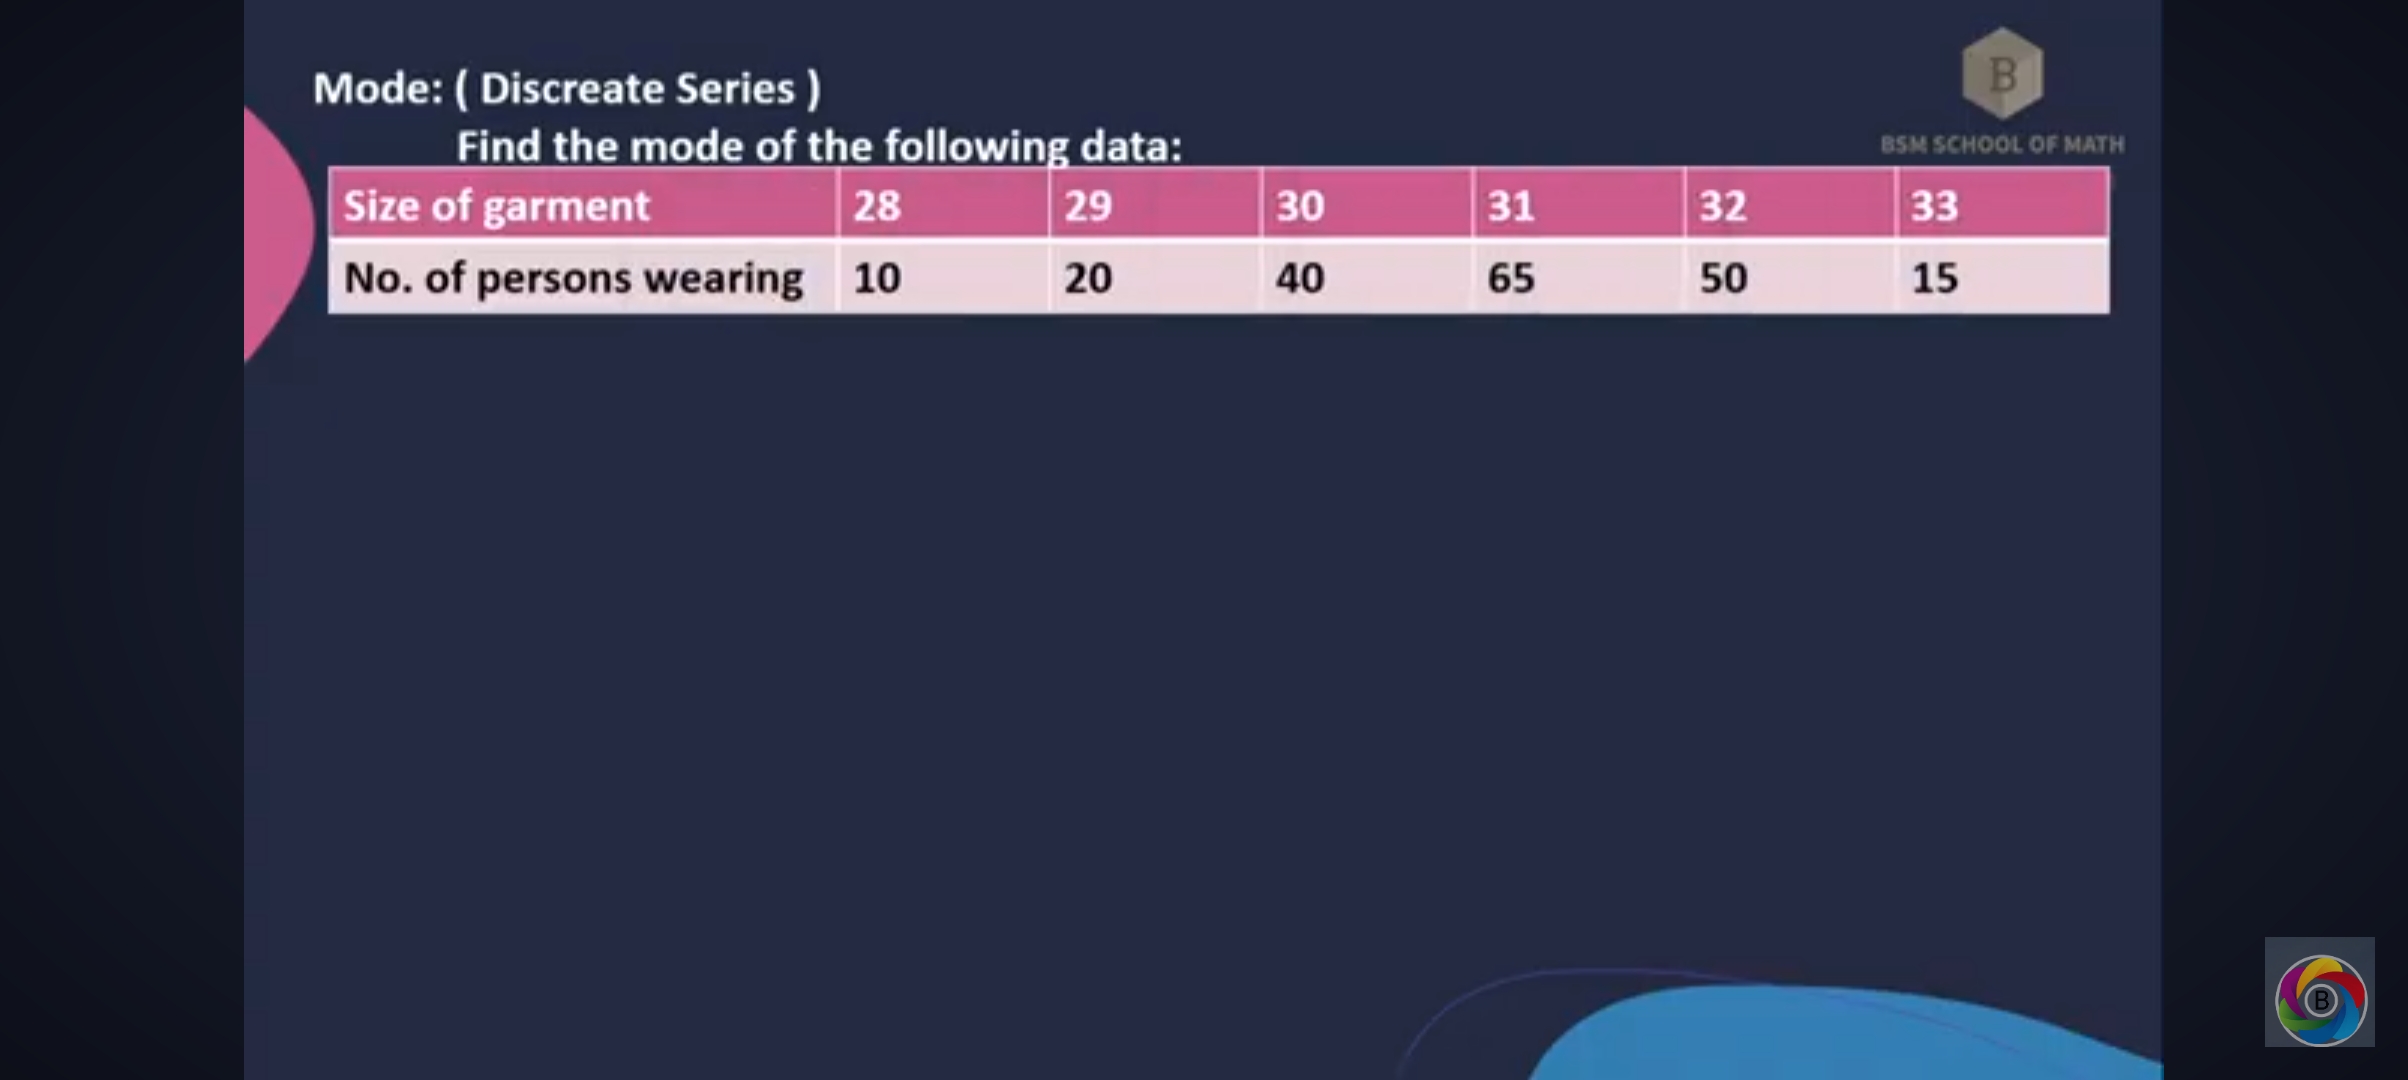 B
BSM SCHOOL OF MATH
Mode: ( Discreate Series )
Find the mode of the following data:
Size of garment 28 29 30 31 32 33
No. of persons wearing 10 20 40 65 50 15
B